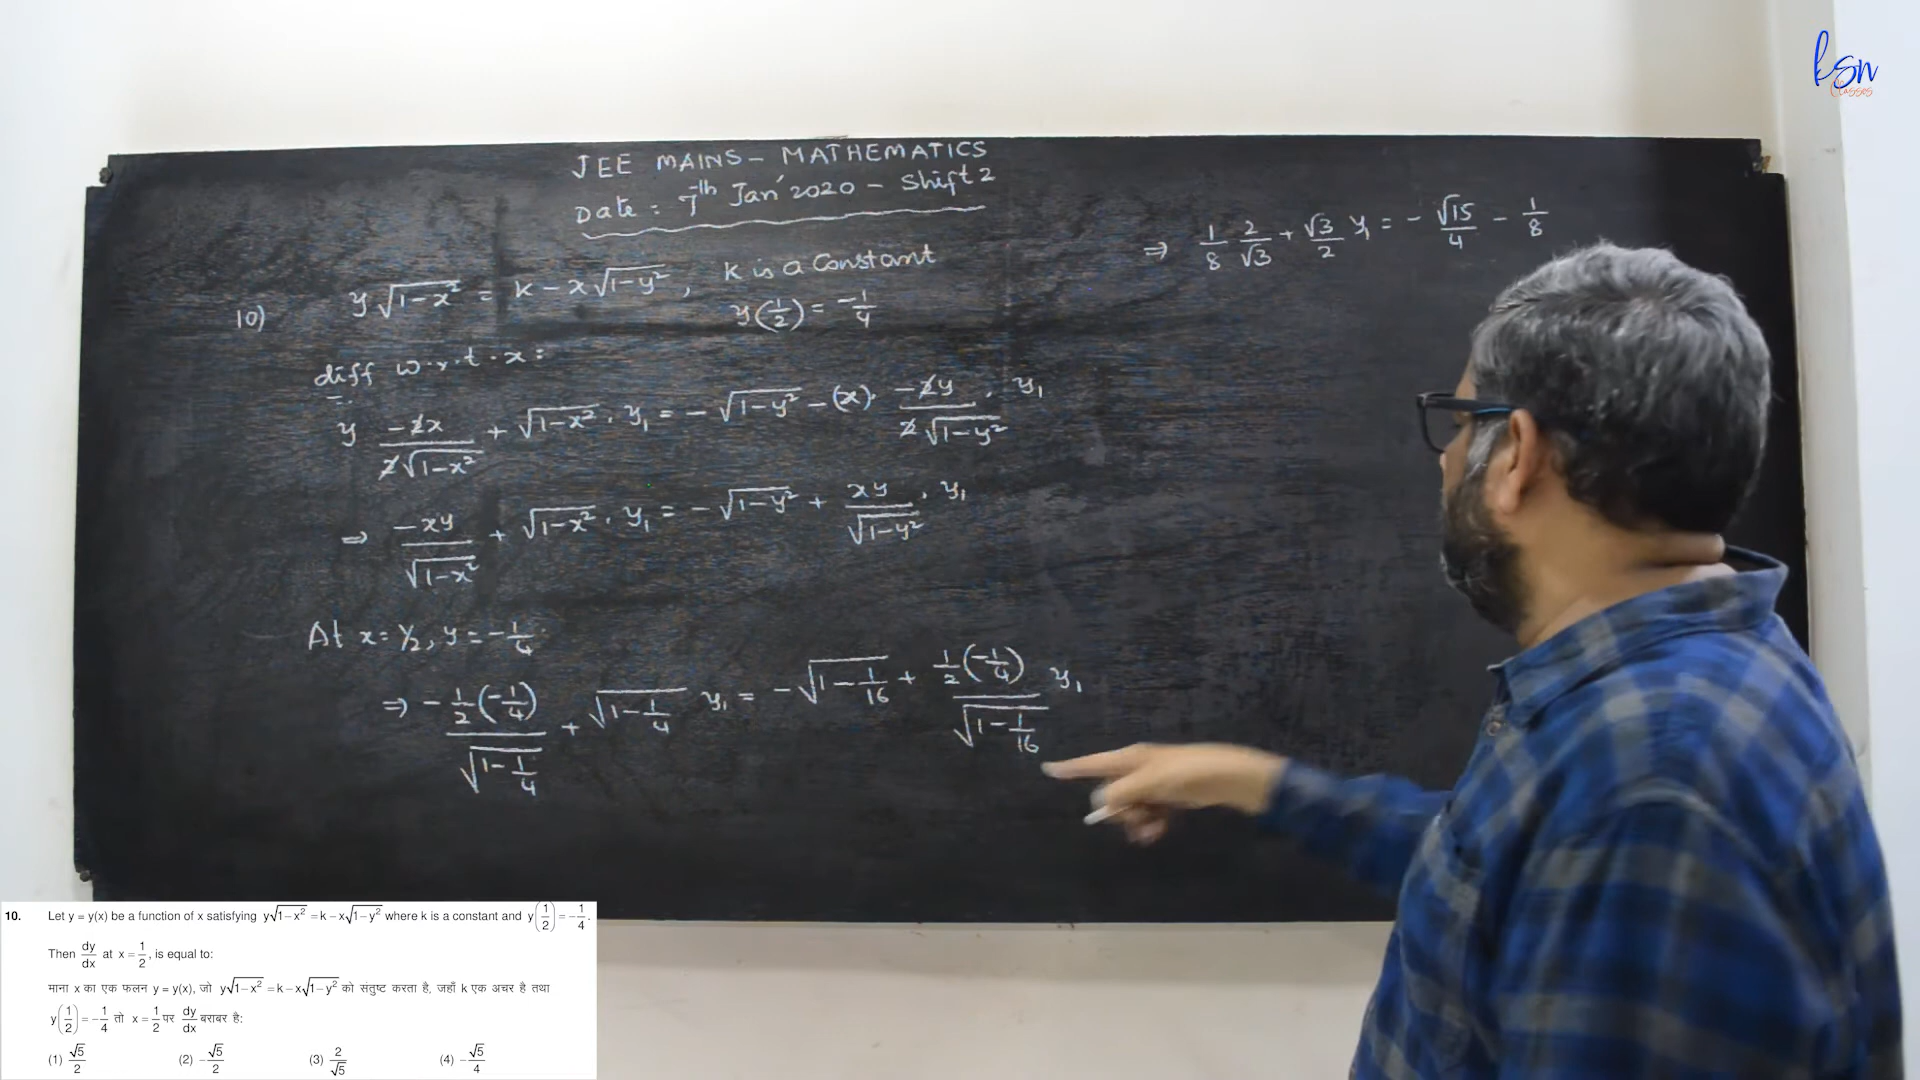 ksn
Classes
JEE MAINS - MATHEMATICS
Date : 7th Jan' 2020 - Shift 2
10) y√(1-x²) = k - x√(1-y²), k is a Constant
y(1/2) = -1/4
diff w.r.t. x :
y (-2x)/(2√(1-x²)) + √(1-x²) . y₁ = - √(1-y²) - (x). (-2y)/(2√(1-y²)) . y₁
⇒ (-xy)/√(1-x²) + √(1-x²) . y₁ = - √(1-y²) + (xy)/√(1-y²) . y₁
At x = 1/2, y = -1/4
⇒ (-1/2(-1/4))/√(1-1/4) + √(1-1/4) y₁ = - √(1-1/16) + (1/2(-1/4))/√(1-1/16) y₁
⇒ 1/8 2/√3 + √3/2 y₁ = - √15/4 - 1/8
10. Let y = y(x) be a function of x satisfying y√(1-x²) = k - x√(1-y²) where k is a constant and y(1/2) = -1/4.
Then dy/dx at x = 1/2, is equal to:
माना x का एक फलन y = y(x), जो y√(1-x²) = k - x√(1-y²) को संतुष्ट करता है, जहाँ k एक अचर है तथा
y(1/2) = -1/4 तो x = 1/2 पर dy/dx बराबर है:
(1) √5/2 (2) -√5/2 (3) 2/√5 (4) -√5/4